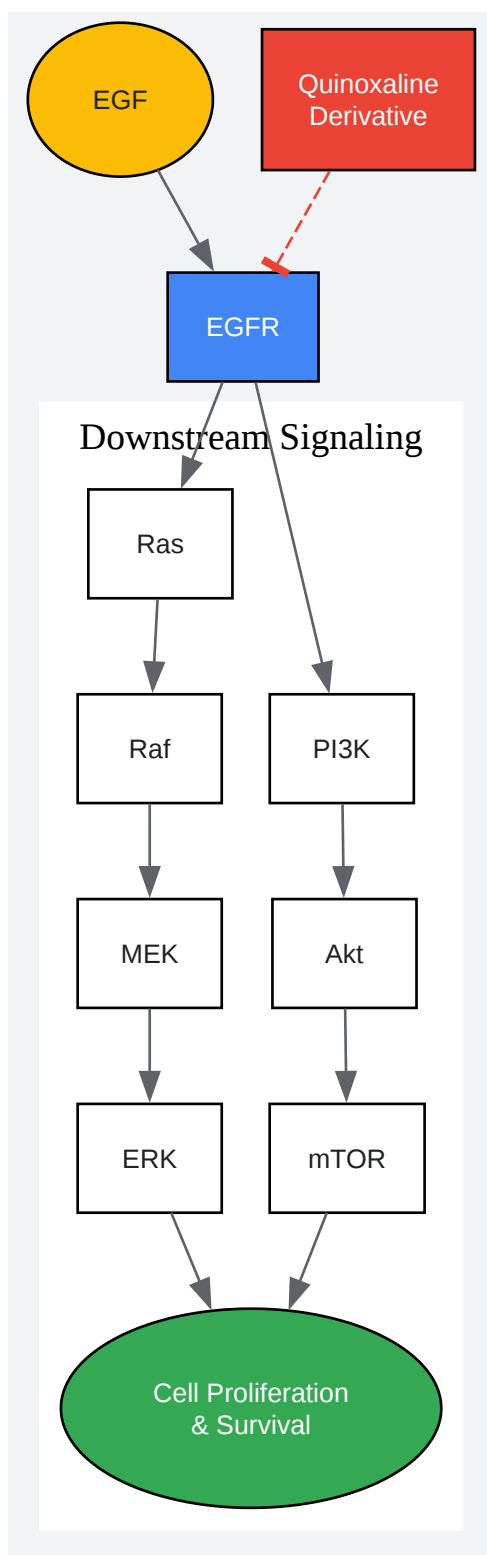 EGF
Quinoxaline
Derivative
EGFR
Downstream Signaling
Ras
Raf
PI3K
MEK
Akt
ERK
mTOR
Cell Proliferation
& Survival